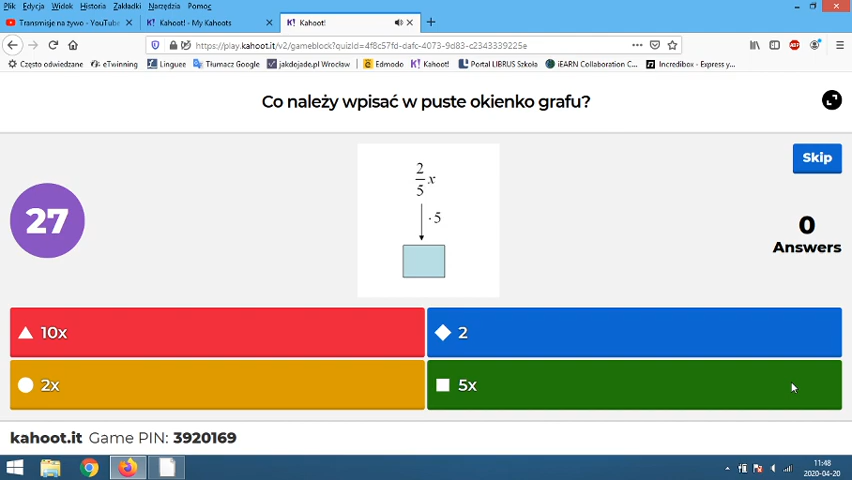 Plik Edycja Widok Historia Zakładki Narzędzia Pomoc
Transmisje na żywo - YouTube
Kahoot! - My Kahoots
Kahoot!
https://play.kahoot.it/v2/gameblock?quizId=4f8c57fd-dafc-4073-9d83-c2343339225e
Często odwiedzane eTwinning Linguee Tłumacz Google jakdojade.pl Wrocław Edmodo Kahoot! Portal LIBRUS Szkoła iEARN Collaboration C... Incredibox - Express y...
Co należy wpisać w puste okienko grafu?
Skip
27
2/5 x
· 5
0
Answers
10x
2
2x
5x
kahoot.it Game PIN: 3920169
11:48
2020-04-20